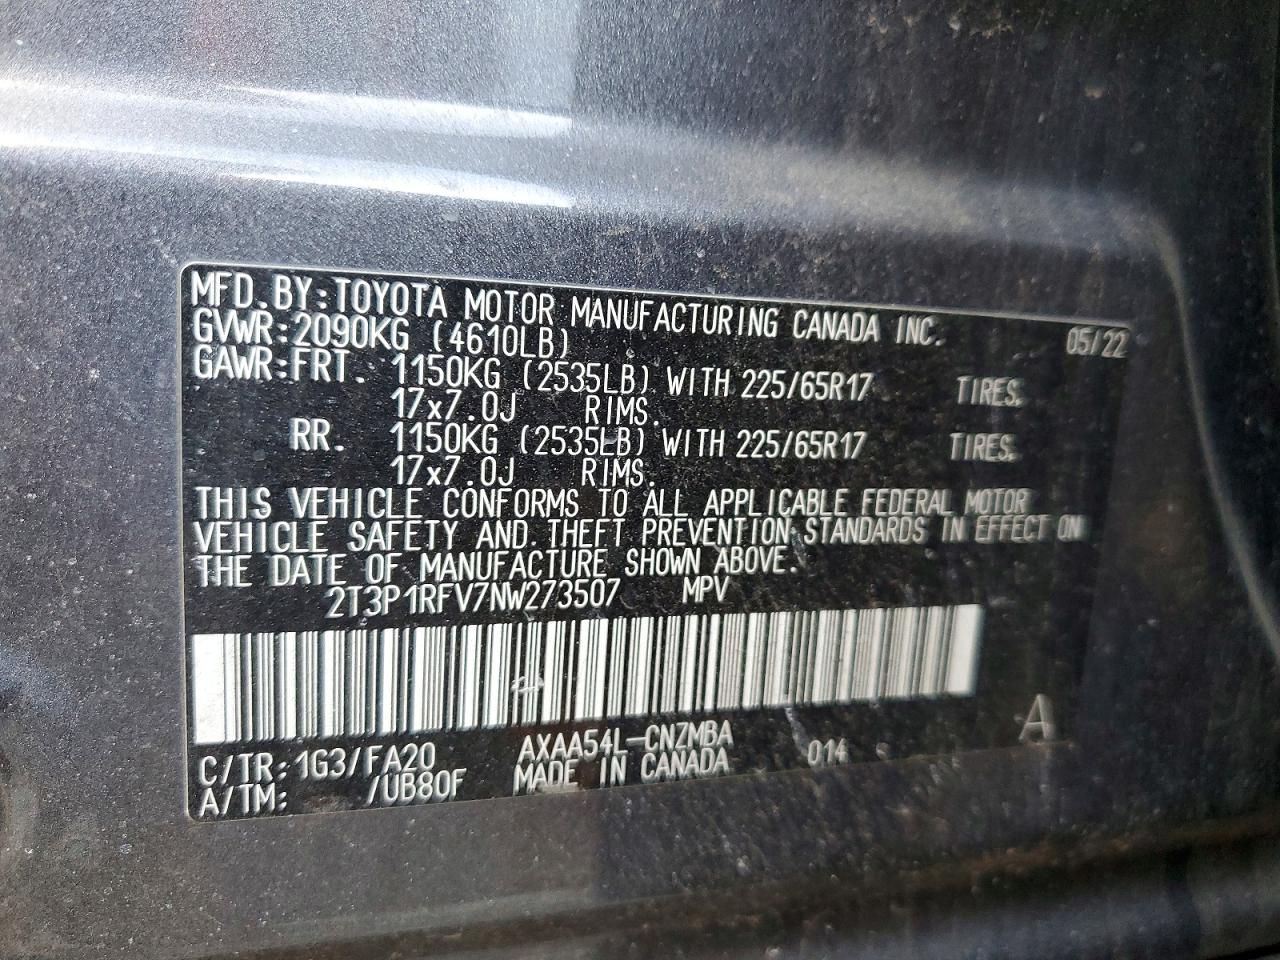 MFD.BY:TOYOTA MOTOR MANUFACTURING CANADA INC. 05/22
GVWR:2090KG (4610LB)
GAWR:FRT. 1150KG (2535LB) WITH 225/65R17 TIRES.
17x7.0J RIMS.
RR. 1150KG (2535LB) WITH 225/65R17 TIRES.
17x7.0J RIMS.
THIS VEHICLE CONFORMS TO ALL APPLICABLE FEDERAL MOTOR
VEHICLE SAFETY AND THEFT PREVENTION STANDARDS IN EFFECT ON
THE DATE OF MANUFACTURE SHOWN ABOVE.
2T3P1RFV7NW273507 MPV
C/TR:1G3/FA20 AXAA54L-CNZMBA 014 S A
A/TM: /UB80F MADE IN CANADA